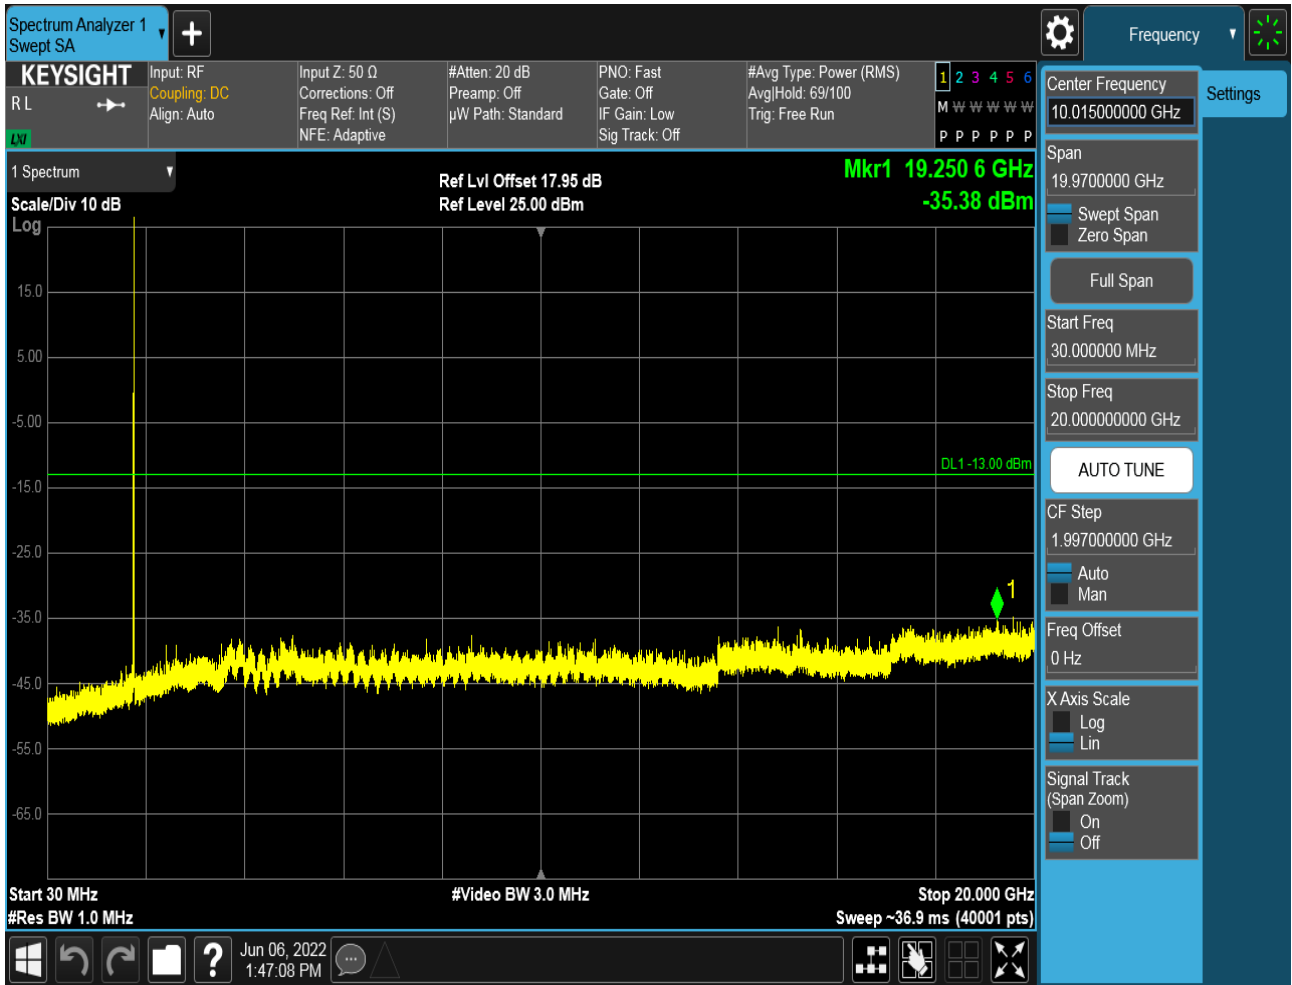 Spectrum Analyzer 1
Swept SA
Frequency
KEYSIGHT
R L
LXI
Input: RF
Coupling: DC
Align: Auto
Input Z: 50 Ω
Corrections: Off
Freq Ref: Int (S)
NFE: Adaptive
#Atten: 20 dB
Preamp: Off
µW Path: Standard
PNO: Fast
Gate: Off
IF Gain: Low
Sig Track: Off
#Avg Type: Power (RMS)
Avg|Hold: 69/100
Trig: Free Run
1 2 3 4 5 6
M W W W W W
P P P P P P
1 Spectrum
Scale/Div 10 dB
Log
Ref Lvl Offset 17.95 dB
Ref Level 25.00 dBm
Mkr1 19.250 6 GHz
-35.38 dBm
15.0
5.00
-5.00
-15.0
-25.0
-35.0
-45.0
-55.0
-65.0
DL1 -13.00 dBm
1
Start 30 MHz
#Res BW 1.0 MHz
#Video BW 3.0 MHz
Stop 20.000 GHz
Sweep ~36.9 ms (40001 pts)
?
Jun 06, 2022
1:47:08 PM
Center Frequency
10.015000000 GHz
Settings
Span
19.9700000 GHz
Swept Span
Zero Span
Full Span
Start Freq
30.000000 MHz
Stop Freq
20.000000000 GHz
AUTO TUNE
CF Step
1.997000000 GHz
Auto
Man
Freq Offset
0 Hz
X Axis Scale
Log
Lin
Signal Track
(Span Zoom)
On
Off